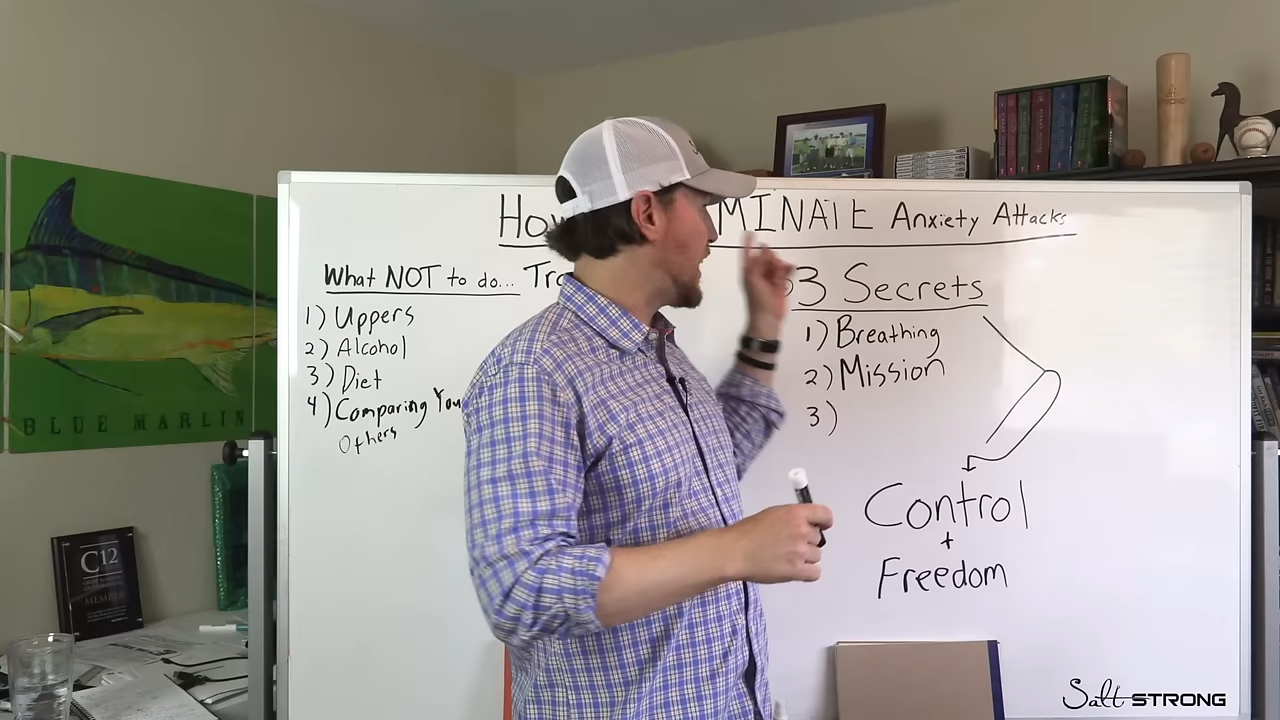 How MINATE Anxiety Attacks
What NOT to do...
1) Uppers
2) Alcohol
3) Diet
4) Comparing You
Others
3 Secrets
1) Breathing
2) Mission
3)
Control
+
Freedom
BLUE MARLIN
C12
MEMBER
Salt STRONG